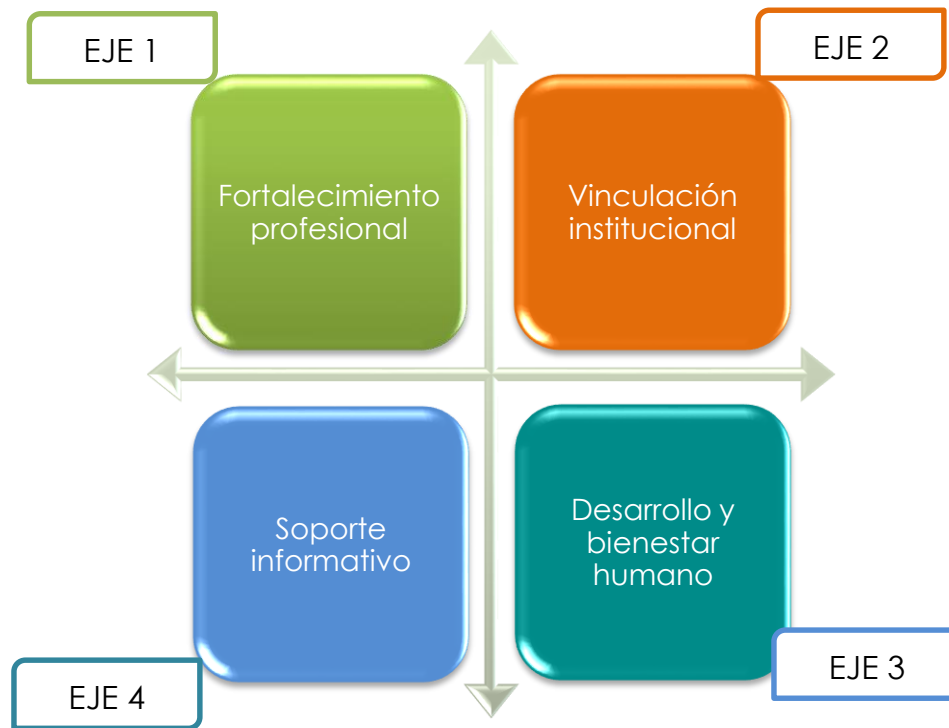 EJE 1
EJE 2
Fortalecimiento
profesional
Vinculación
institucional
Soporte
informativo
Desarrollo y
bienestar
humano
EJE 4
EJE 3